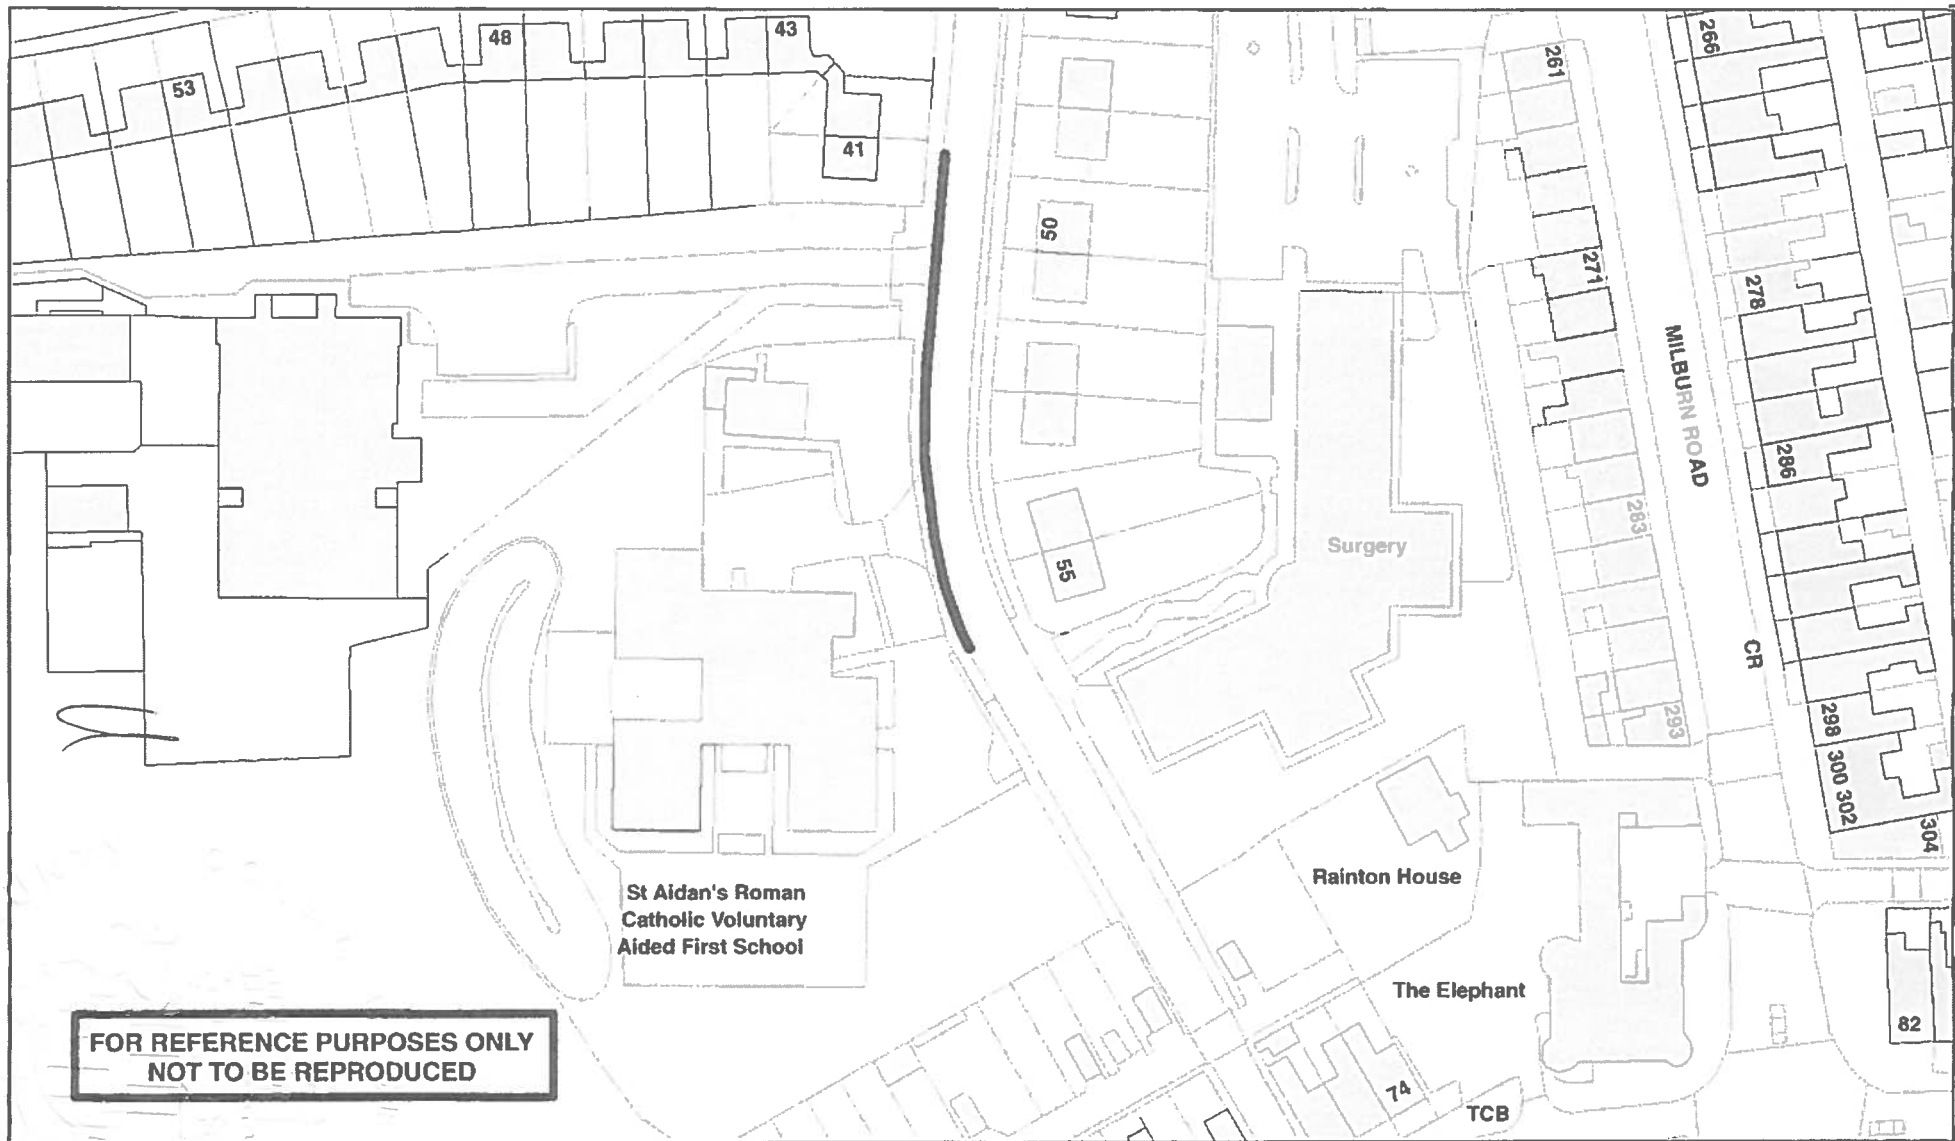 48
43
53
41
261
266
50
271
278
MILBURN ROAD
286
283
Surgery
55
CR
293
298
300 302
304
Rainton House
St Aidan's Roman
Catholic Voluntary
Aided First School
The Elephant
82
FOR REFERENCE PURPOSES ONLY
NOT TO BE REPRODUCED
74
TCB